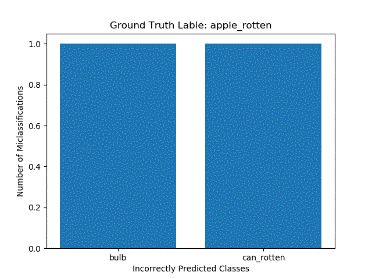 Ground Truth Lable: apple_rotten
Number of Miclassifications
1.0
0.8
0.6
0.4
0.2
0.0
bulb
can_rotten
Incorrectly Predicted Classes